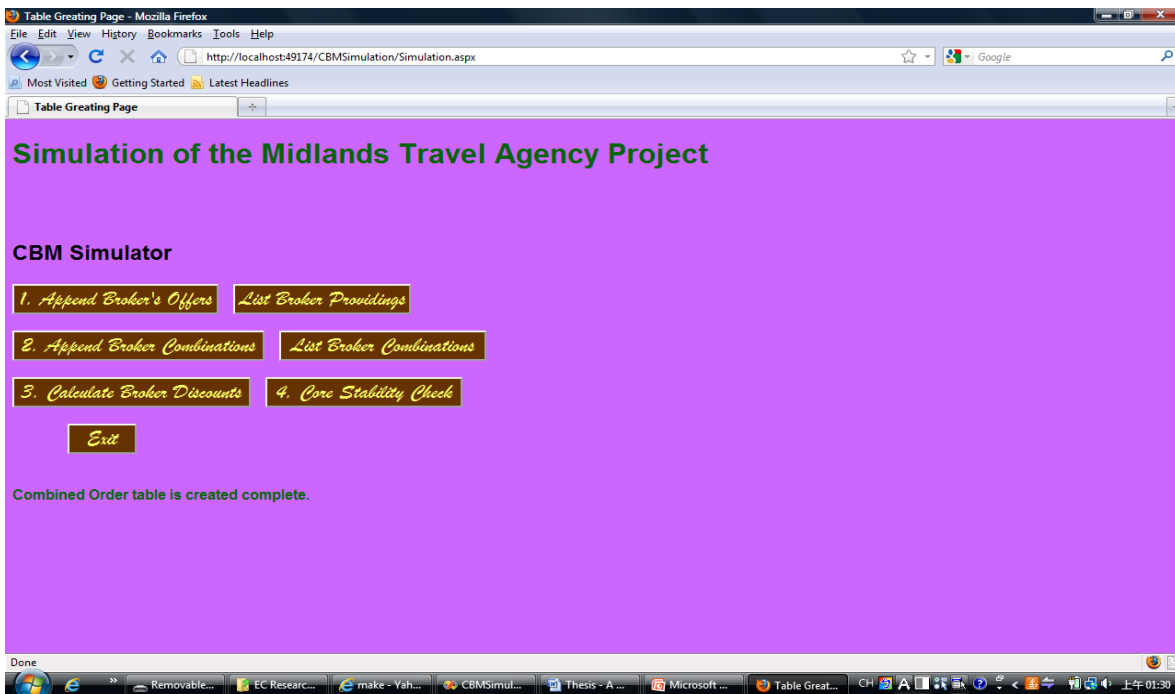 Table Greating Page - Mozilla Firefox
File Edit View History Bookmarks Tools Help
http://localhost:49174/CBMSimulation/Simulation.aspx
Google
Most Visited Getting Started Latest Headlines
Table Greating Page
Simulation of the Midlands Travel Agency Project
CBM Simulator
1. Append Broker's Offers List Broker Providings
2. Append Broker Combinations List Broker Combinations
3. Calculate Broker Discounts 4. Core Stability Check
Exit
Combined Order table is created complete.
Done
Removable... EC Researc... make - Yah... CBMSimul... Thesis - A ... Microsoft ... Table Great... CH A 上午 01:30